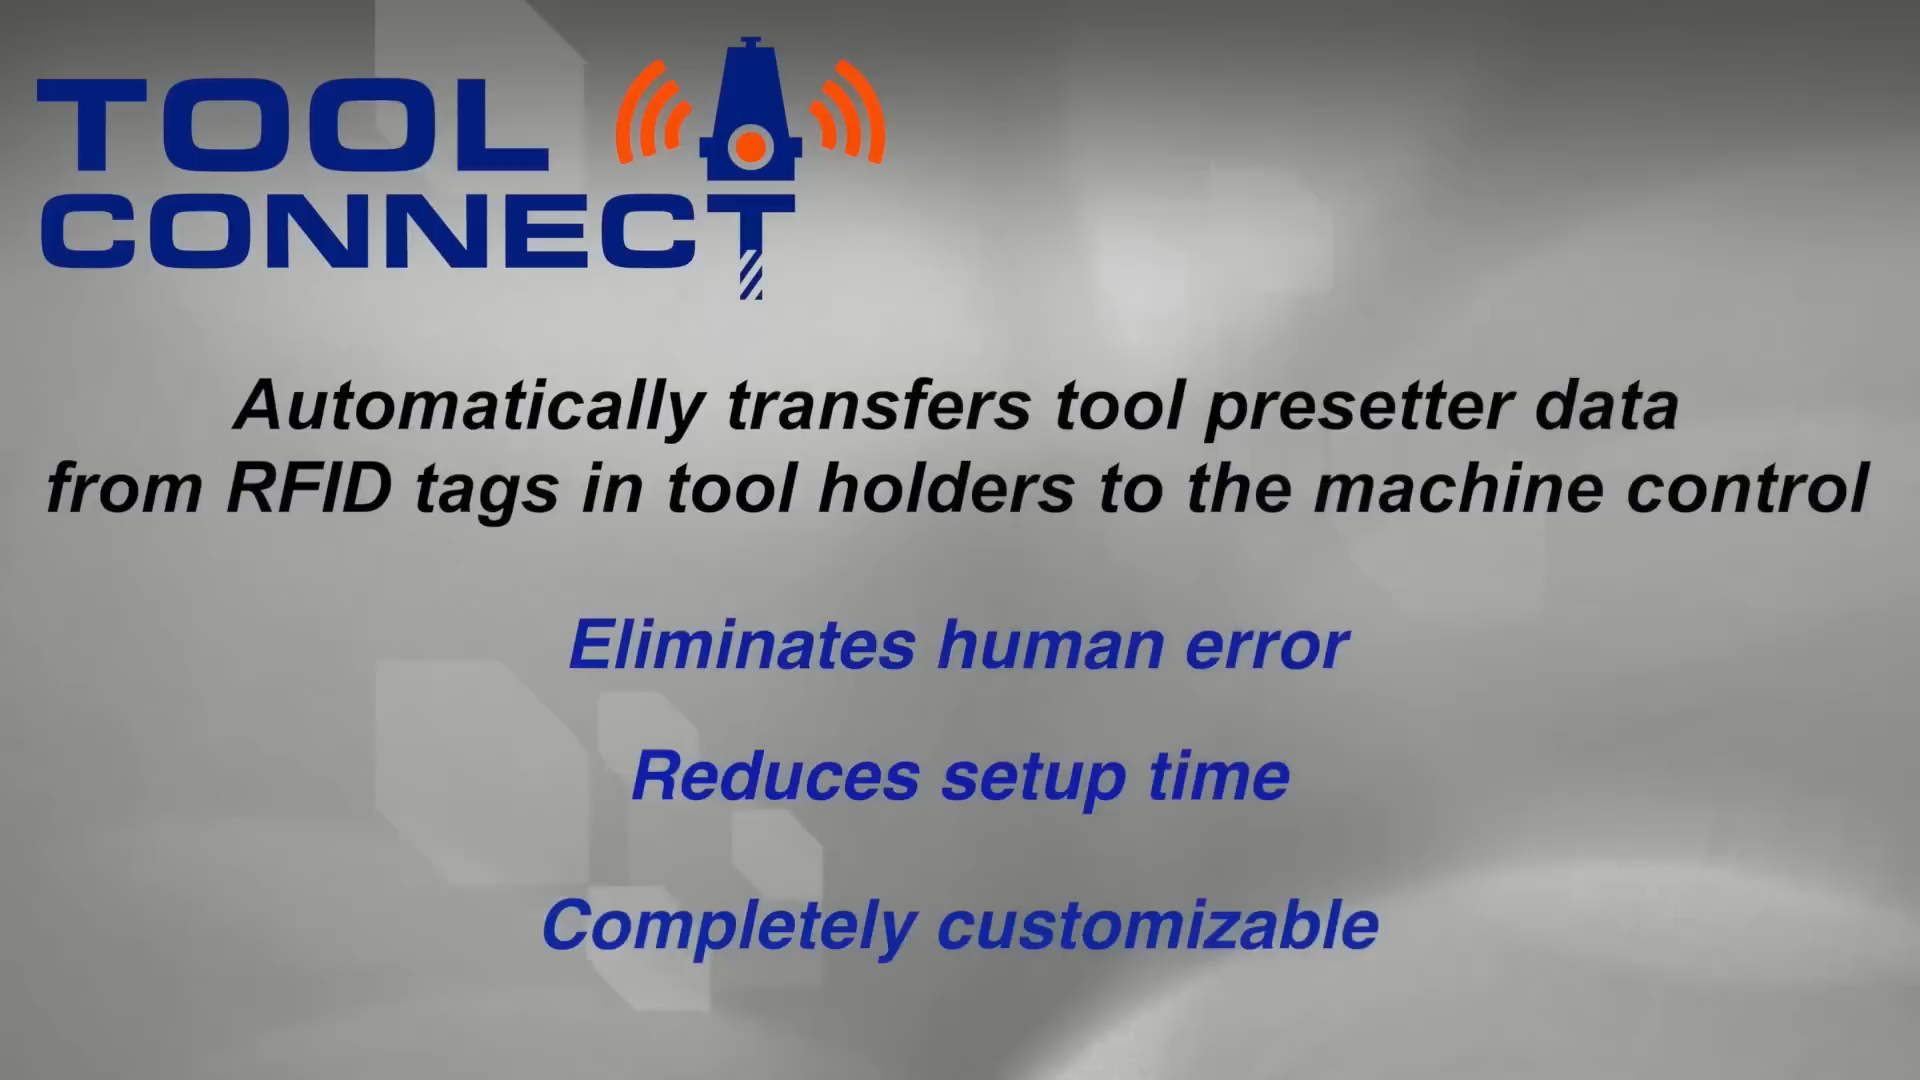 TOOL
CONNECT
Automatically transfers tool presetter data
from RFID tags in tool holders to the machine control
Eliminates human error
Reduces setup time
Completely customizable